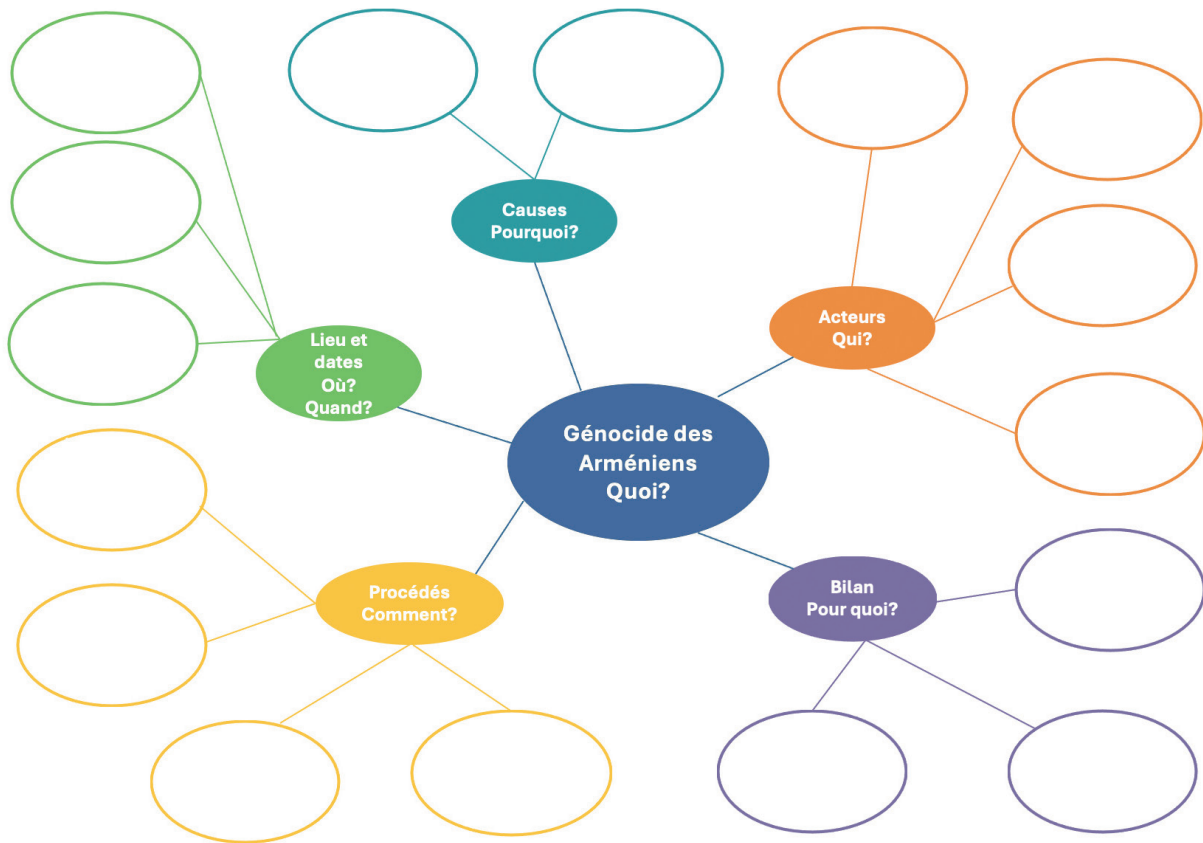 Causes
Pourquoi?
Acteurs
Qui?
Lieu et
dates
Où?
Quand?
Génocide des
Arméniens
Quoi?
Procédés
Comment?
Bilan
Pour quoi?